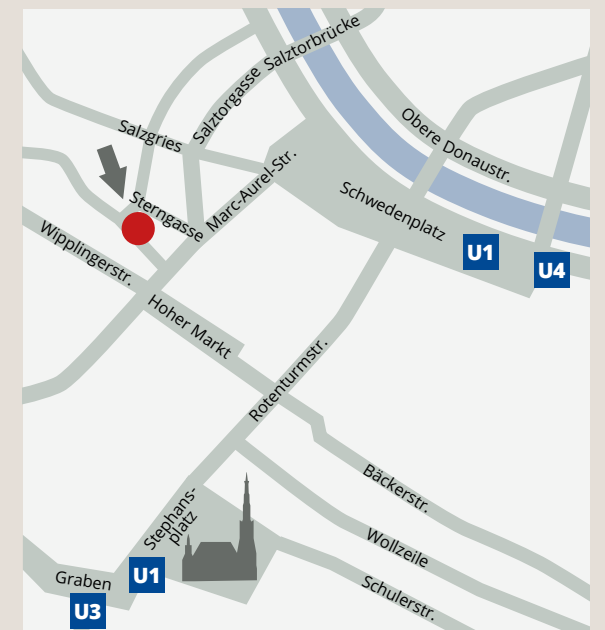 Salztorbrücke
Salztorgasse
Obere Donaustr.
Salzgries
Marc-Aurel-Str.
Sterngasse
Schwedenplatz
U1
U4
Wipplingerstr.
Hoher Markt
Rotenturmstr.
Bäckerstr.
Stephans-
platz
Wollzeile
Graben
U1
Schulerstr.
U3